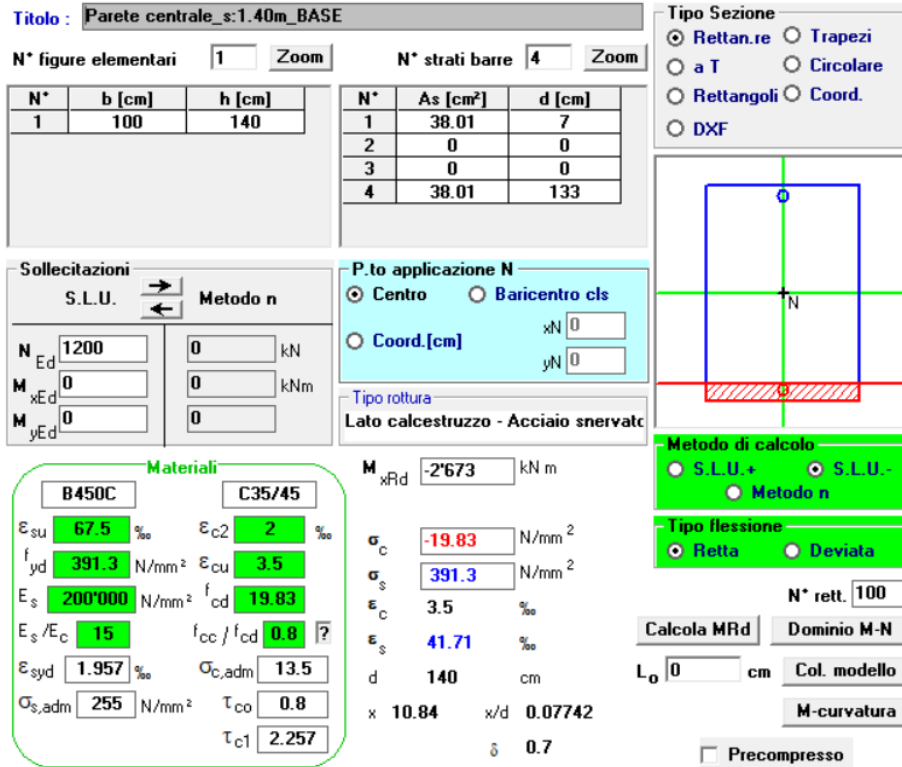 Titolo : Parete centrale_s:1.40m_BASE
N° figure elementari 1 Zoom
N° strati barre 4 Zoom
N° b [cm] h [cm]
1 100 140
N° As [cm²] d [cm]
1 38.01 7
2 0 0
3 0 0
4 38.01 133
Tipo Sezione
Rettan.re Trapezi
a T Circolare
Rettangoli Coord.
DXF
N
Sollecitazioni
S.L.U. Metodo n
N Ed 1200 0 kN
M xEd 0 0 kNm
M yEd 0 0
P.to applicazione N
Centro Baricentro cls
Coord.[cm] xN 0
yN 0
Tipo rottura
Lato calcestruzzo - Acciaio snervato
Materiali
B450C C35/45
εsu 67.5 ‰ εc2 2 ‰
fyd 391.3 N/mm² εcu 3.5
Es 200'000 N/mm² fcd 19.83
Es/Ec 15 fcc / fcd 0.8 ?
εsyd 1.957 ‰ σc,adm 13.5
σs,adm 255 N/mm² τco 0.8
τc1 2.257
M xRd -2'673 kN m
σc -19.83 N/mm²
σs 391.3 N/mm²
εc 3.5 ‰
εs 41.71 ‰
d 140 cm
x 10.84 x/d 0.07742
δ 0.7
Metodo di calcolo
S.L.U.+ S.L.U.-
Metodo n
Tipo flessione
Retta Deviata
N° rett. 100
Calcola MRd Dominio M-N
Lo 0 cm Col. modello
M-curvatura
Precompresso